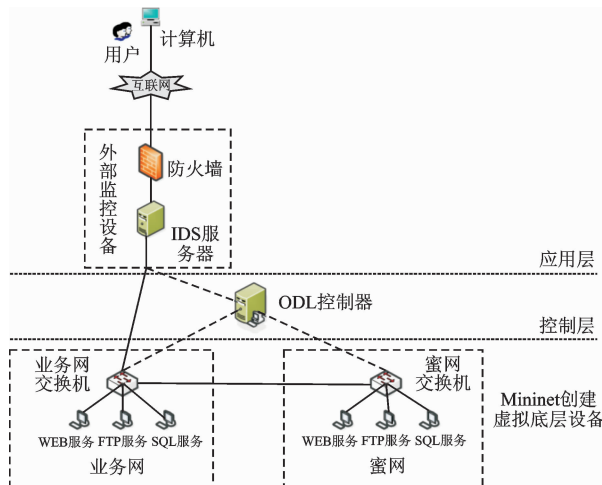 用户
计算机
互联网
外部监控设备
防火墙
IDS服
务器
应用层
ODL控制器
控制层
业务网
交换机
蜜网
交换机
Mininet创建
虚拟底层设备
WEB服务 FTP服务 SQL服务
WEB服务 FTP服务 SQL服务
业务网
蜜网